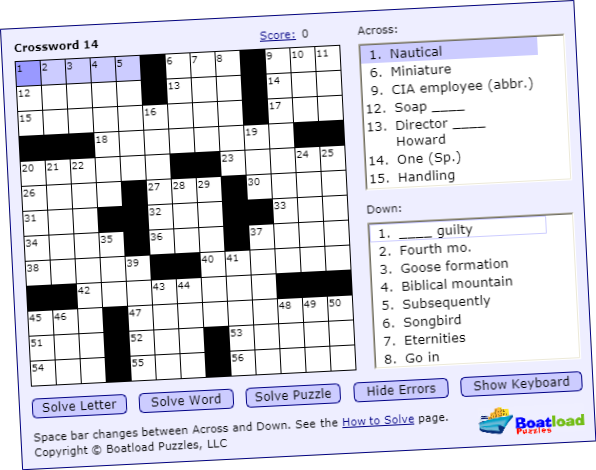 Crossword 14
Score: 0
1 2 3 4 5 6 7 8 9 10 11
12 13 14
15 16 17
18 19
20 21 22 23 24 25
26 27 28 29 30
31 32 33
34 35 36 37
38 39 40 41
42 43 44
45 46 47 48 49 50
51 52 53
54 55 56
Across:
1. Nautical
6. Miniature
9. CIA employee (abbr.)
12. Soap ____
13. Director ____
Howard
14. One (Sp.)
15. Handling
Down:
1. ____ guilty
2. Fourth mo.
3. Goose formation
4. Biblical mountain
5. Subsequently
6. Songbird
7. Eternities
8. Go in
Solve Letter Solve Word Solve Puzzle Hide Errors Show Keyboard
Space bar changes between Across and Down. See the How to Solve page.
Copyright © Boatload Puzzles, LLC
Boatload
Puzzles